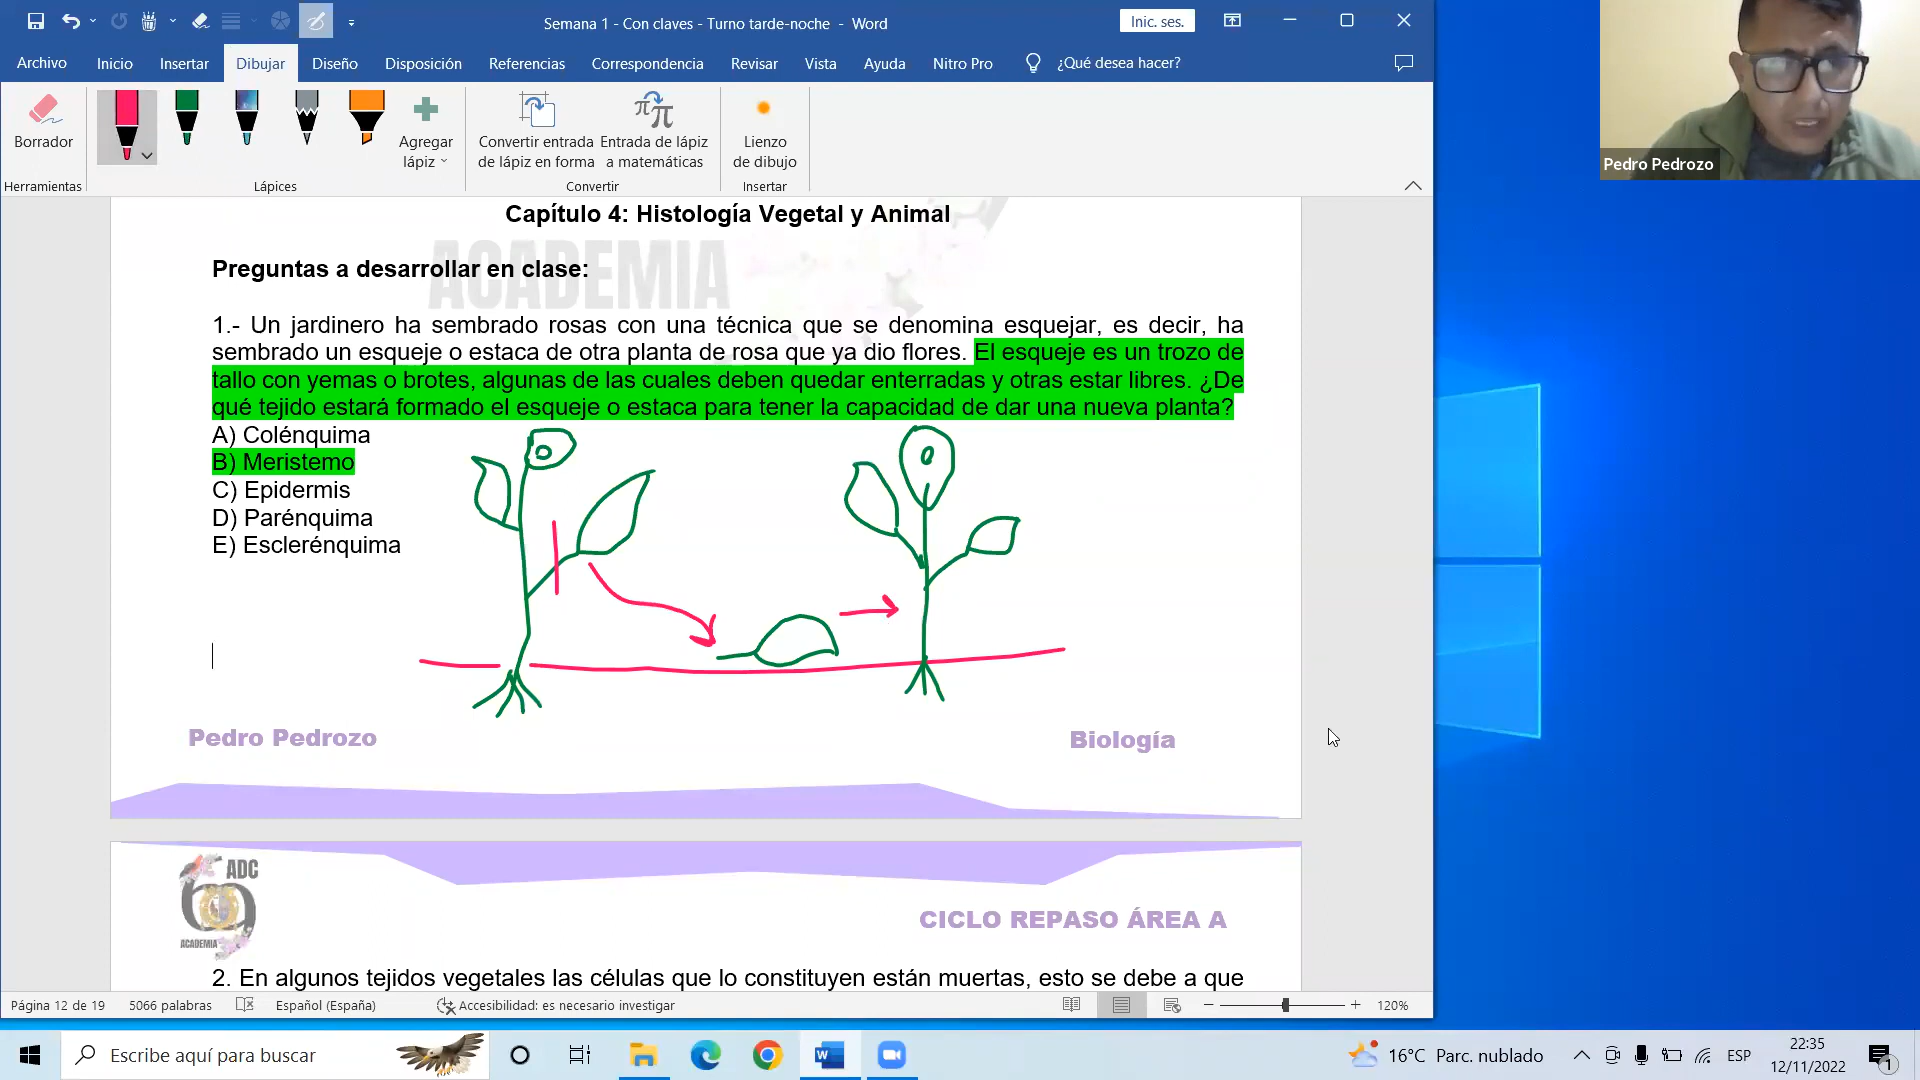 Semana 1 - Con claves - Turno tarde-noche - Word
Inic. ses.
Archivo Inicio Insertar Dibujar Diseño Disposición Referencias Correspondencia Revisar Vista Ayuda Nitro Pro ¿Qué desea hacer?
Borrador
Agregar lápiz
Convertir entrada de lápiz en forma
Entrada de lápiz a matemáticas
Lienzo de dibujo
Herramientas Lápices Convertir Insertar
Pedro Pedrozo
Capítulo 4: Histología Vegetal y Animal
ACADEMIA
Preguntas a desarrollar en clase:
1.- Un jardinero ha sembrado rosas con una técnica que se denomina esquejar, es decir, ha
sembrado un esqueje o estaca de otra planta de rosa que ya dio flores. El esqueje es un trozo de
tallo con yemas o brotes, algunas de las cuales deben quedar enterradas y otras estar libres. ¿De
qué tejido estará formado el esqueje o estaca para tener la capacidad de dar una nueva planta?
A) Colénquima
B) Meristemo
C) Epidermis
D) Parénquima
E) Esclerénquima
Pedro Pedrozo
Biología
ADC
ACADEMIA
CICLO REPASO ÁREA A
2. En algunos tejidos vegetales las células que lo constituyen están muertas, esto se debe a que
Página 12 de 19 5066 palabras Español (España) Accesibilidad: es necesario investigar 120%
Escribe aquí para buscar
16°C Parc. nublado
ESP
22:35
12/11/2022
1